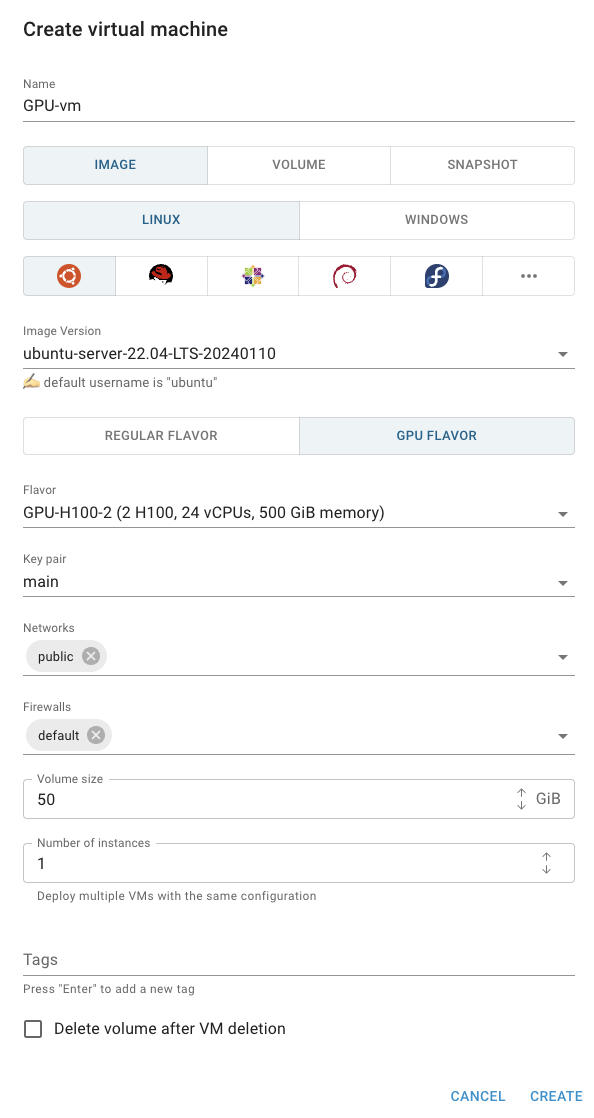 Create virtual machine
Name
GPU-vm
IMAGE VOLUME SNAPSHOT
LINUX WINDOWS
Image Version
ubuntu-server-22.04-LTS-20240110
✍️ default username is "ubuntu"
REGULAR FLAVOR GPU FLAVOR
Flavor
GPU-H100-2 (2 H100, 24 vCPUs, 500 GiB memory)
Key pair
main
Networks
public
Firewalls
default
Volume size
50 GiB
Number of instances
1
Deploy multiple VMs with the same configuration
Tags
Press "Enter" to add a new tag
Delete volume after VM deletion
CANCEL CREATE